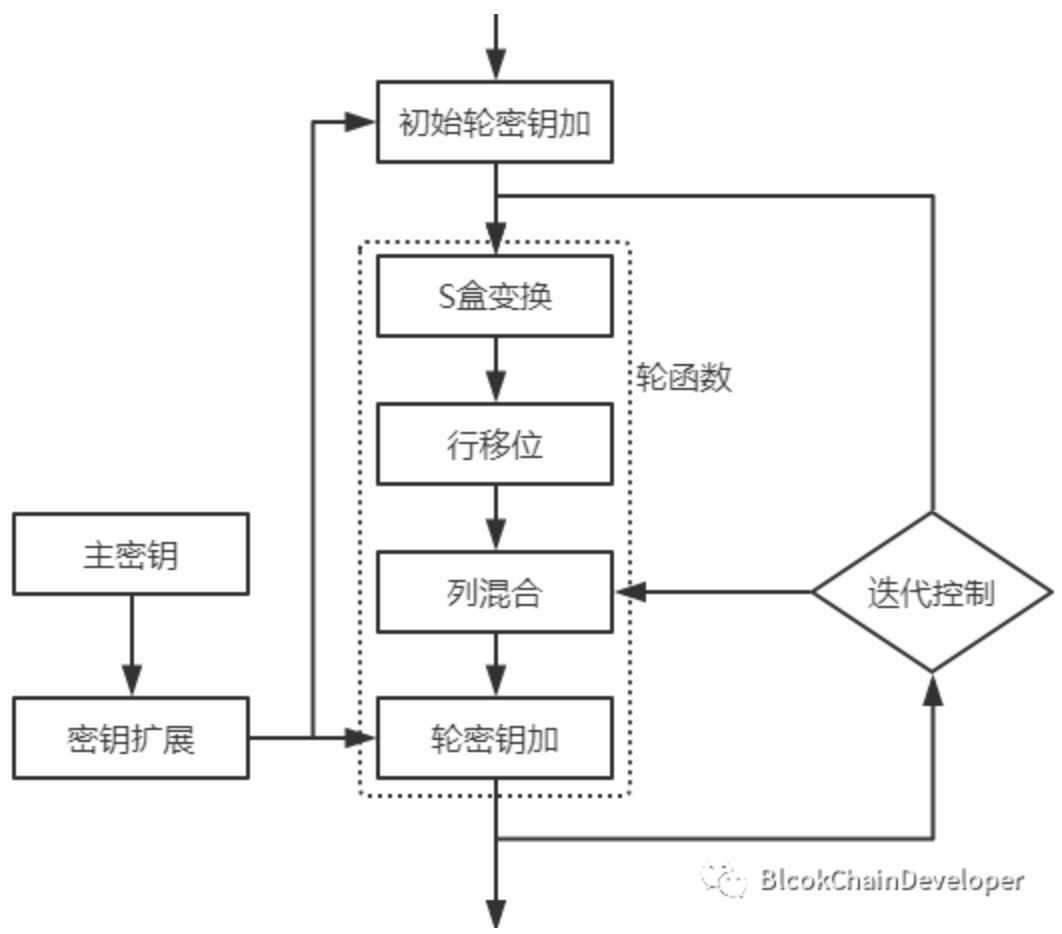 初始轮密钥加
S盒变换
轮函数
行移位
主密钥
列混合
迭代控制
密钥扩展
轮密钥加
BlcokChainDeveloper